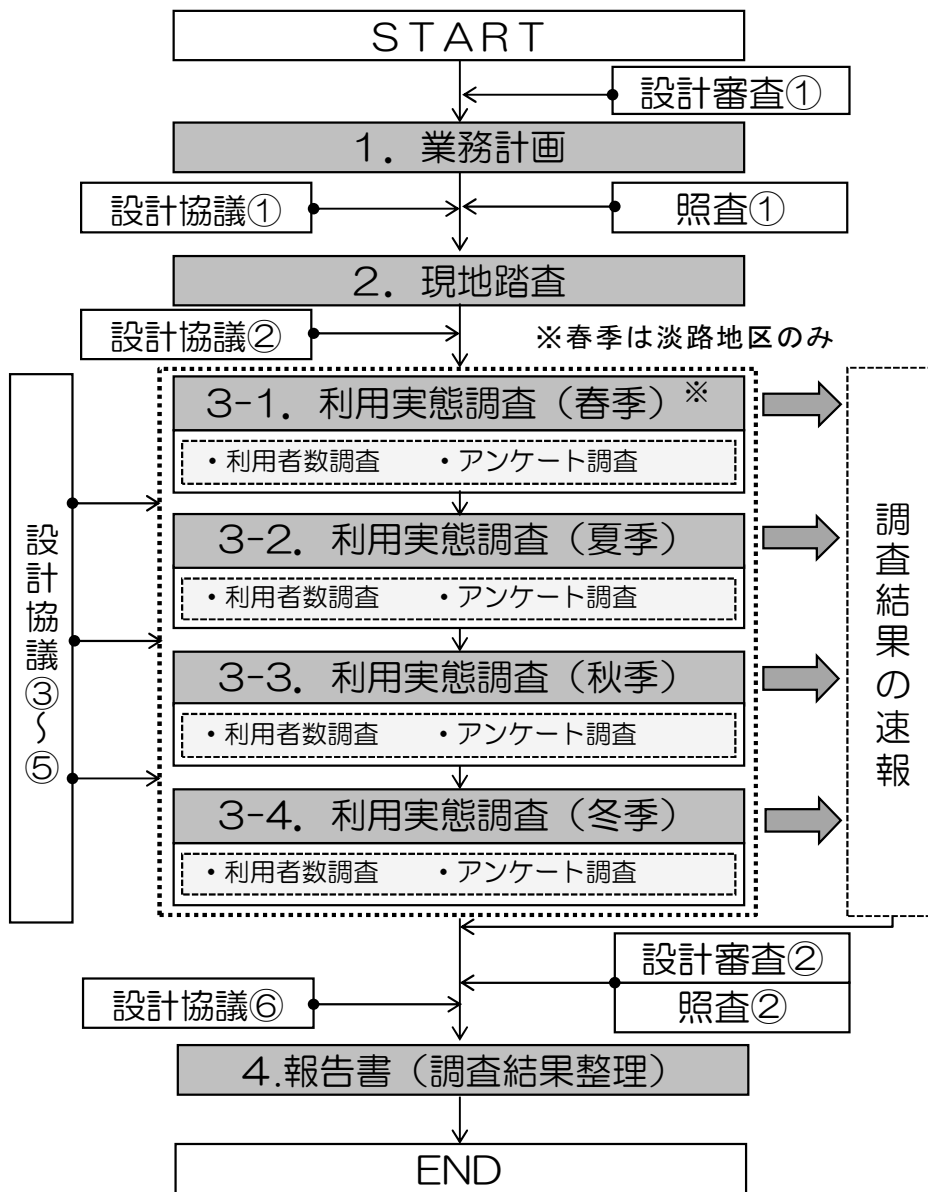 ＳＴＡＲＴ
設計審査①
１．業務計画
設計協議①
照査①
２．現地踏査
設計協議②
※春季は淡路地区のみ
3-1．利用実態調査（春季）※
・利用者数調査　・アンケート調査
3-2．利用実態調査（夏季）
・利用者数調査　・アンケート調査
3-3．利用実態調査（秋季）
・利用者数調査　・アンケート調査
3-4．利用実態調査（冬季）
・利用者数調査　・アンケート調査
設計協議③～⑤
調査結果の速報
設計審査②
照査②
設計協議⑥
4.報告書（調査結果整理）
END